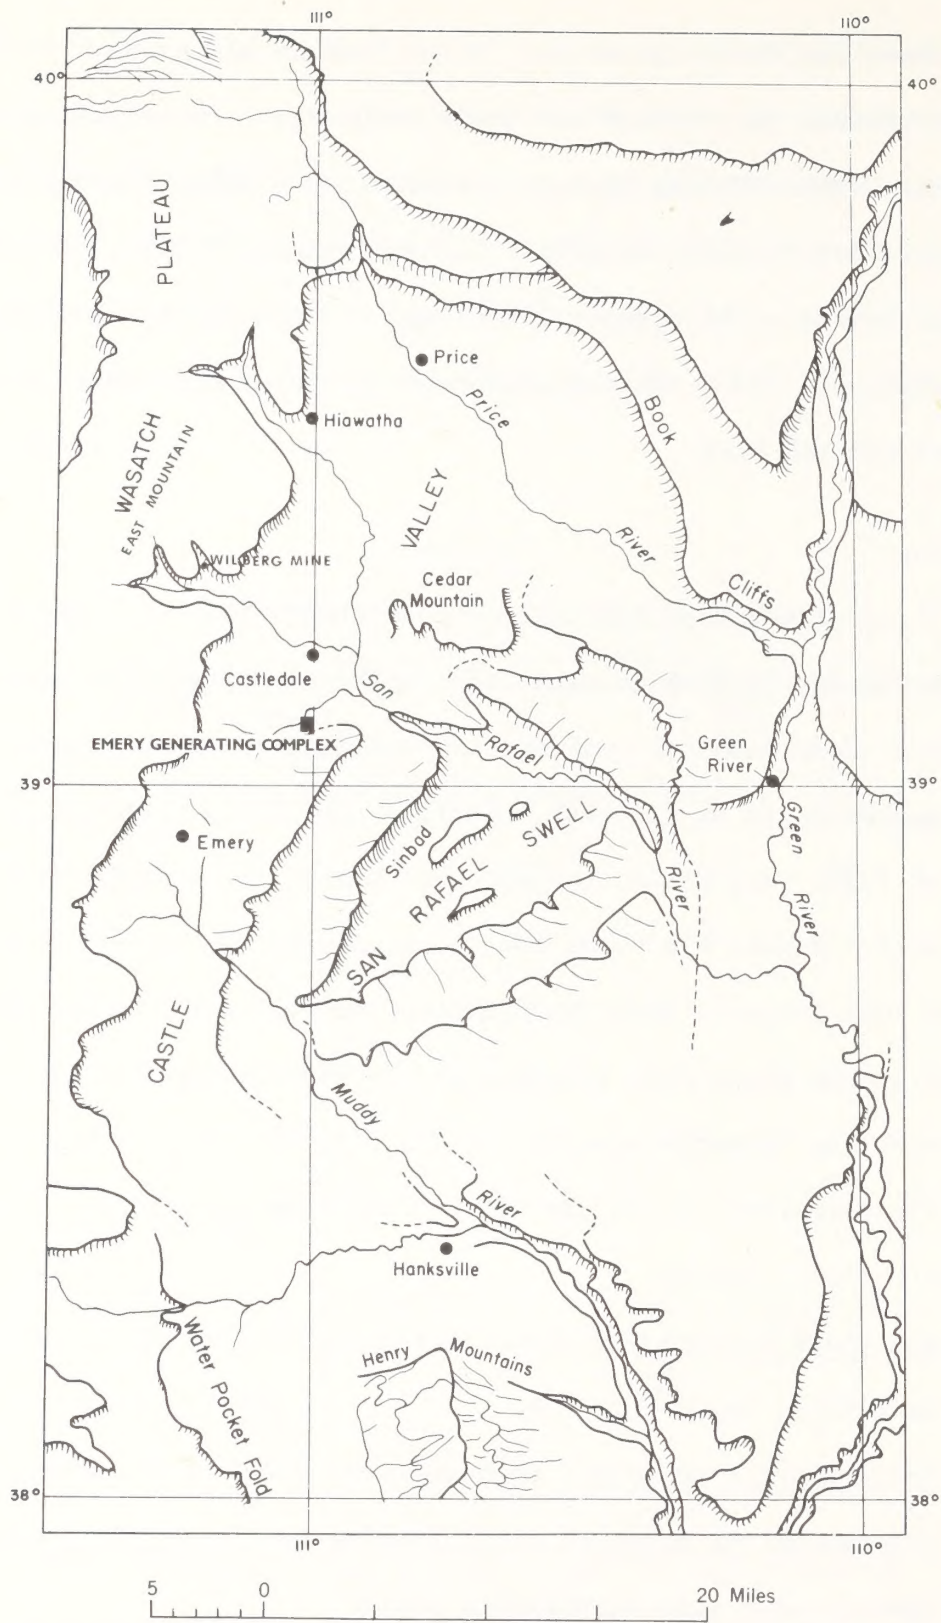 111°
110°
40°
40°
PLATEAU
Price
Price
Book
Hiawatha
WASATCH
EAST MOUNTAIN
VALLEY
River
WILBERG MINE
Cedar
Mountain
Cliffs
Castledale
San
EMERY GENERATING COMPLEX
Rafael
Green
River
39°
39°
Emery
Sinbad
SWELL
RAFAEL
SAN
River
Green
River
CASTLE
Muddy
River
Hanksville
Water Pocket Fold
Henry Mountains
38°
38°
111°
110°
5 0 20 Miles